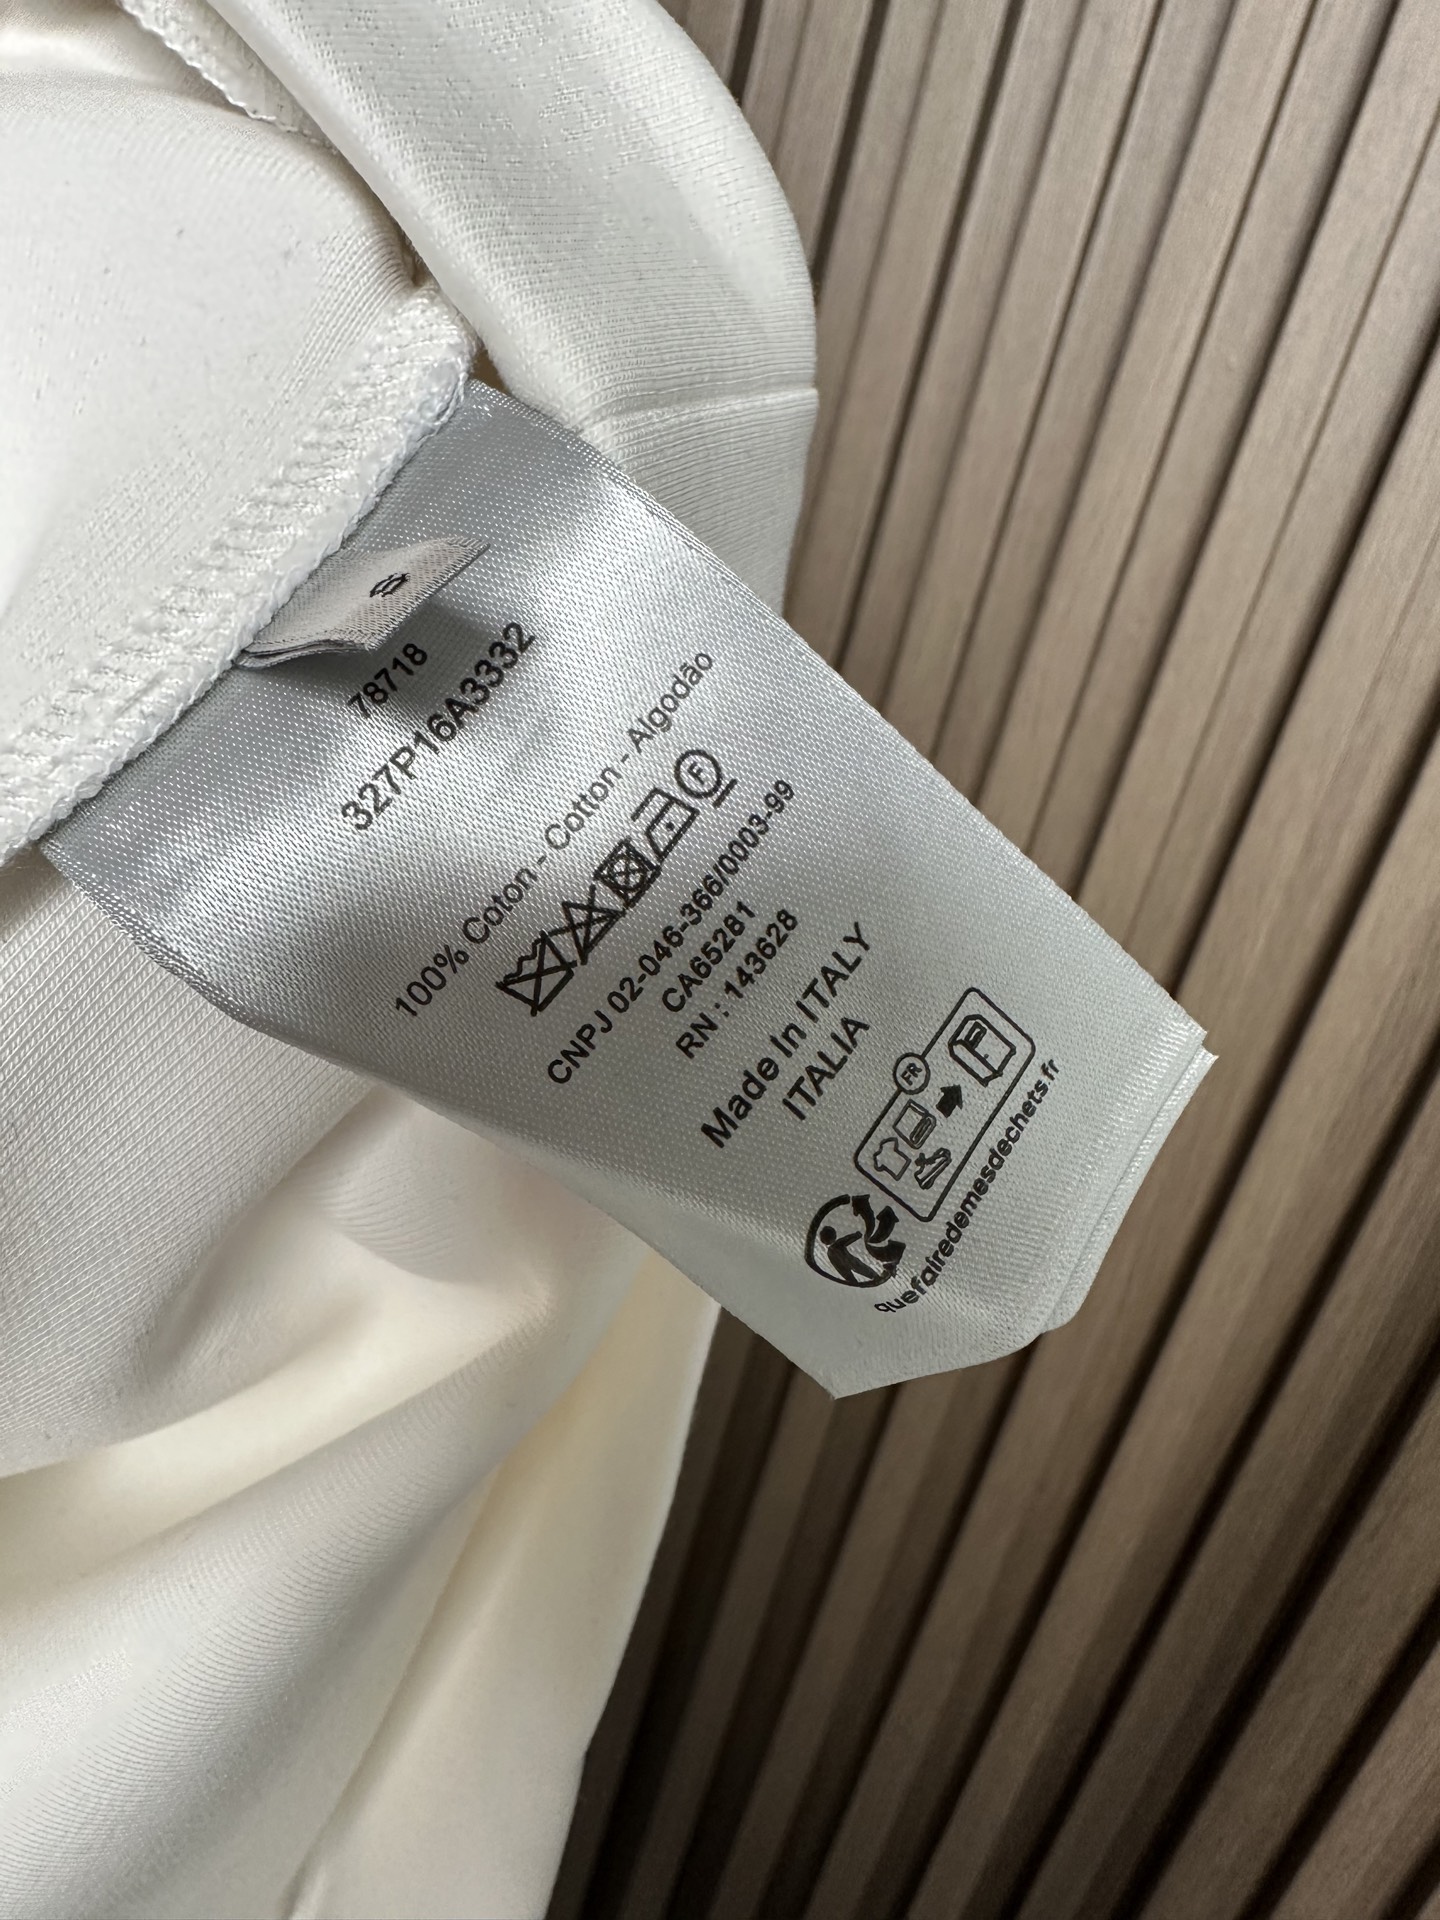 78718
327P16A3332
100% Coton - Cotton - Algodão
F
CNPJ 02-046-366/0003-99
CA65281
RN : 143628
Made In ITALY
ITALIA
FR
quefairedemesdechets.fr